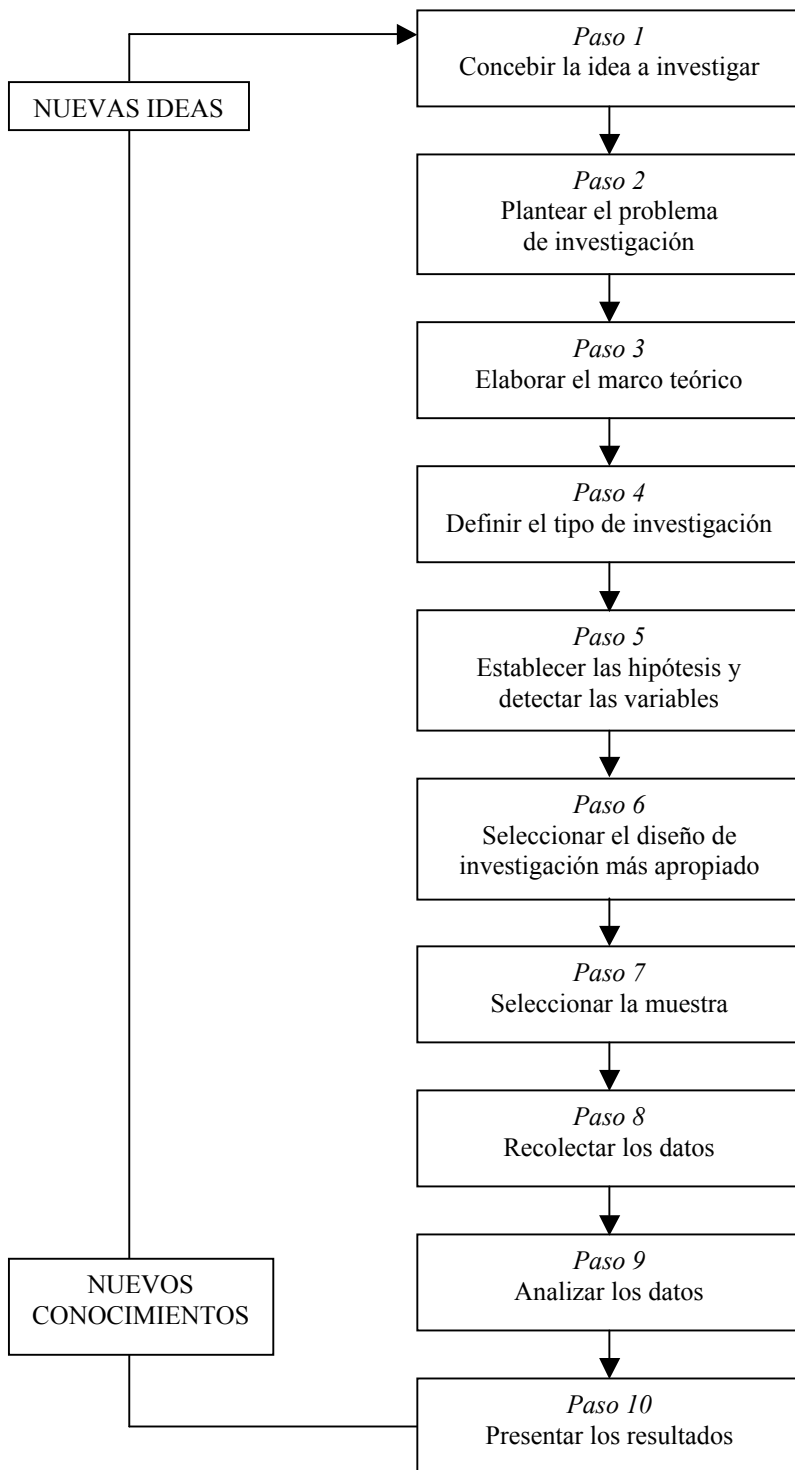 Paso 1
Concebir la idea a investigar
NUEVAS IDEAS
Paso 2
Plantear el problema
de investigación
Paso 3
Elaborar el marco teórico
Paso 4
Definir el tipo de investigación
Paso 5
Establecer las hipótesis y
detectar las variables
Paso 6
Seleccionar el diseño de
investigación más apropiado
Paso 7
Seleccionar la muestra
Paso 8
Recolectar los datos
Paso 9
Analizar los datos
NUEVOS
CONOCIMIENTOS
Paso 10
Presentar los resultados